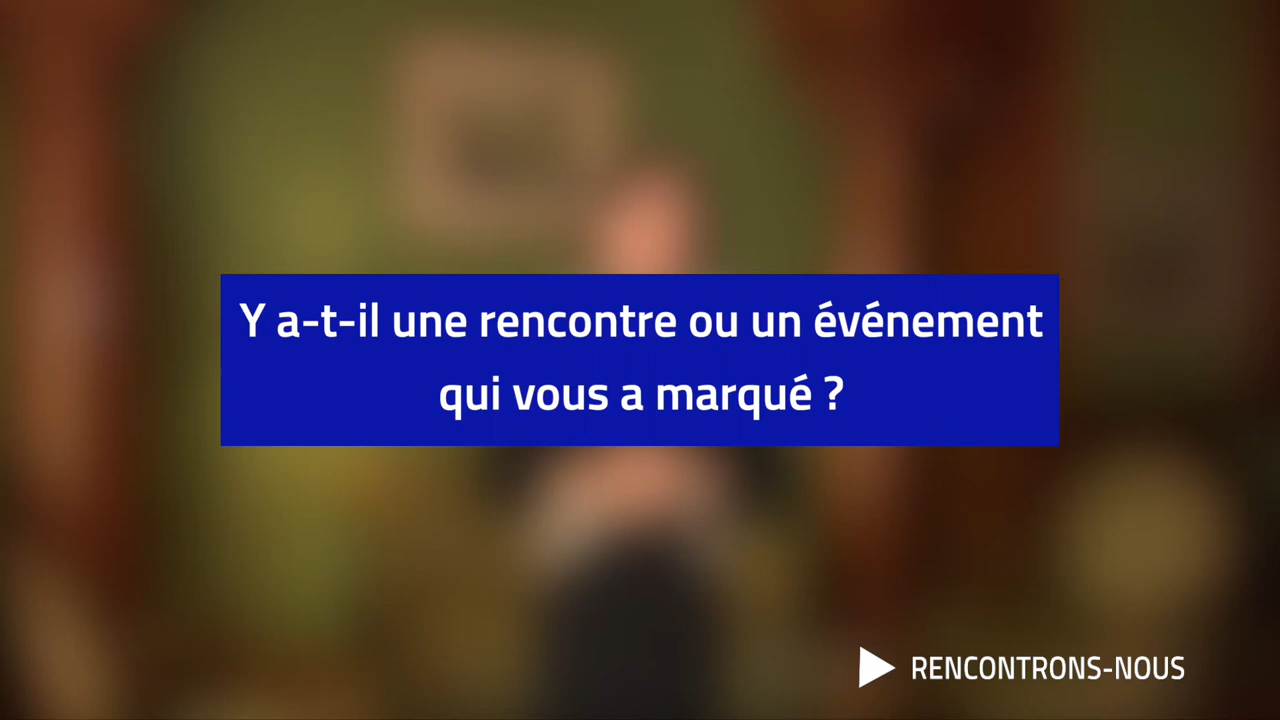 Y a-t-il une rencontre ou un événement
qui vous a marqué ?
RENCONTRONS-NOUS